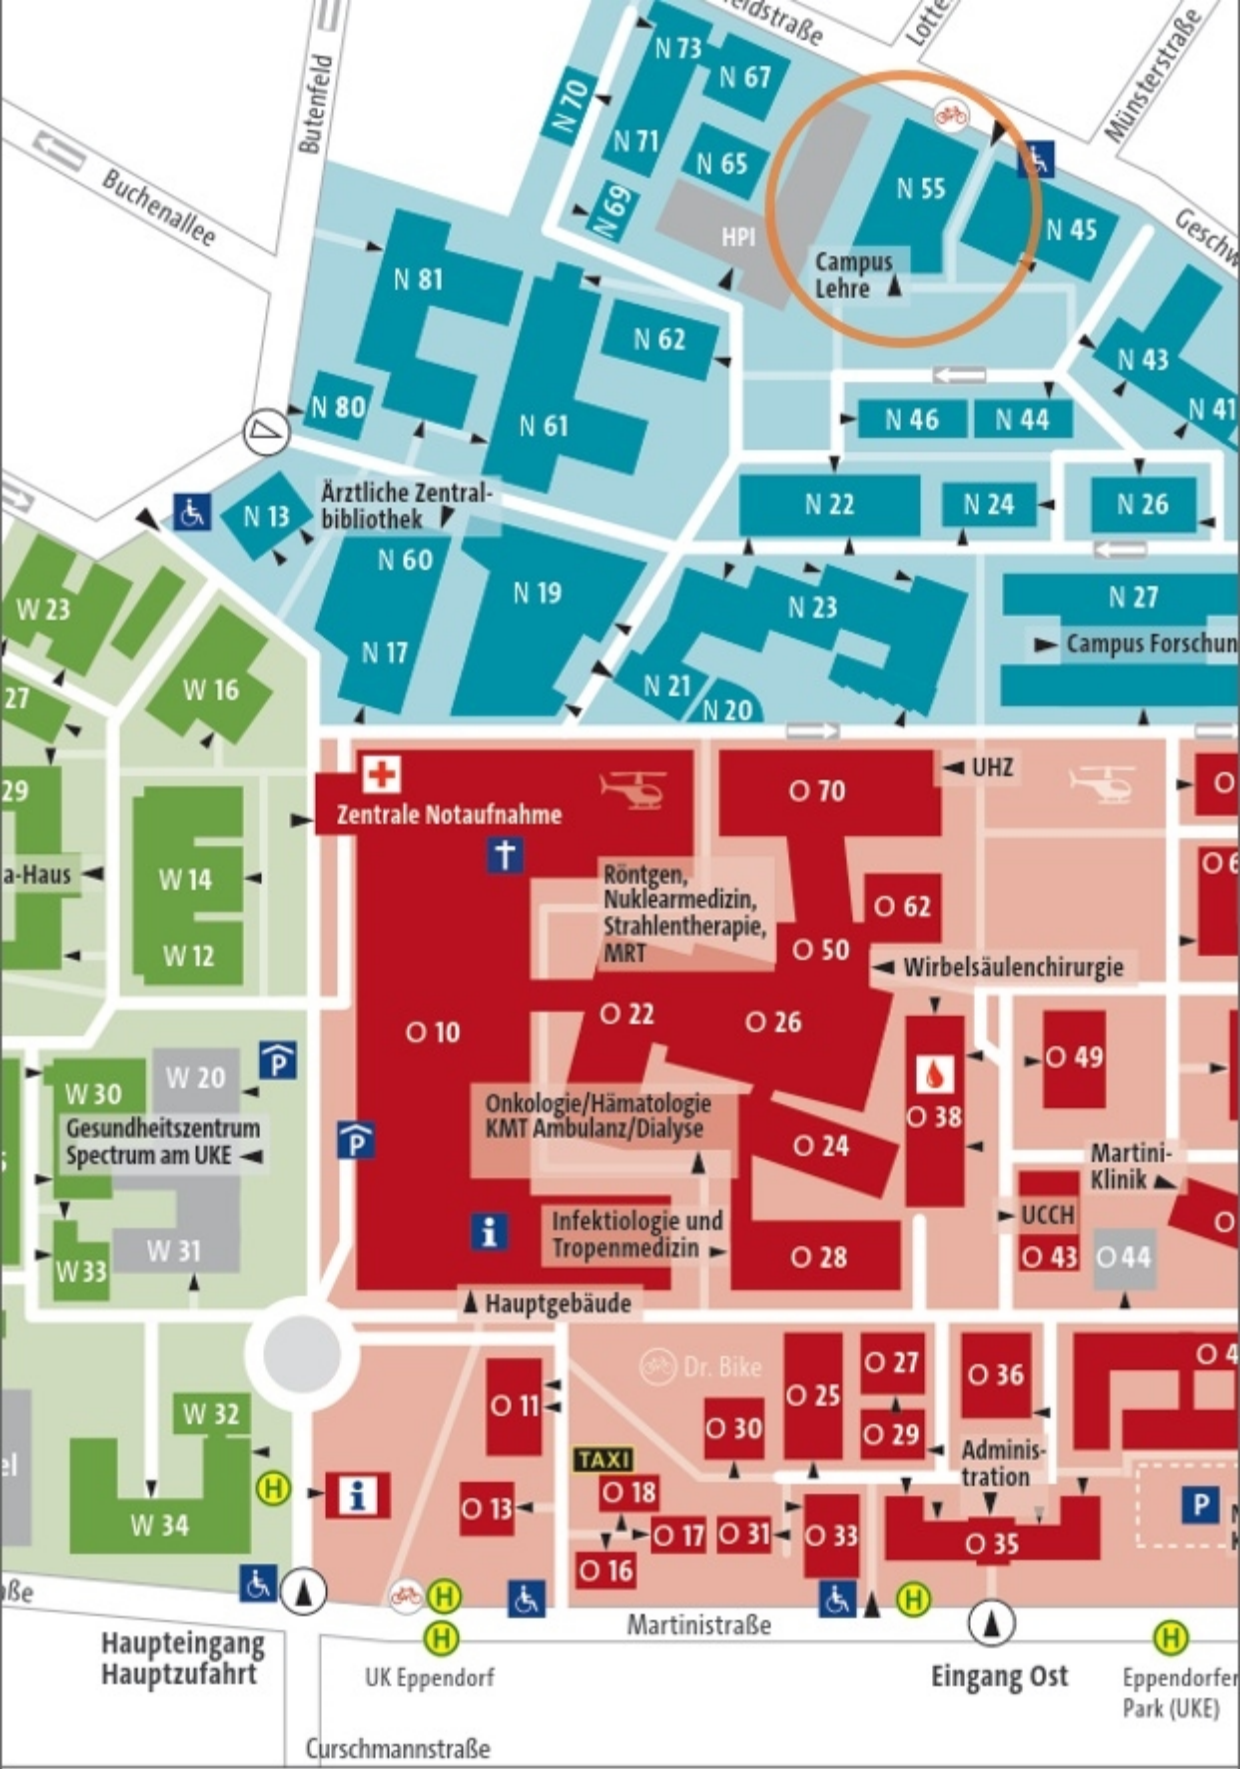 Lotte
Münsterstraße
Butenfeld
Buchenallee
Geschw
N 73
N 67
N 70
N 71
N 65
N 69
HPI
N 55
N 45
Campus
Lehre
N 81
N 62
N 43
N 80
N 61
N 46
N 44
N 41
N 13
Ärztliche Zentral-
bibliothek
N 22
N 24
N 26
N 60
N 19
N 23
N 27
Campus Forschun
N 17
N 21
N 20
W 23
W 16
27
29
a-Haus
W 14
W 12
Zentrale Notaufnahme
O 70
UHZ
O
O 6
Röntgen,
Nuklearmedizin,
Strahlentherapie,
MRT
O 62
O 50
Wirbelsäulenchirurgie
O 10
O 22
O 26
O 49
W 30
W 20
P
Gesundheitszentrum
Spectrum am UKE
P
Onkologie/Hämatologie
KMT Ambulanz/Dialyse
O 24
O 38
Martini-
Klinik
UCCH
O
W 33
W 31
i
Infektiologie und
Tropenmedizin
O 28
O 43
O 44
Hauptgebäude
O 11
Dr. Bike
O 25
O 27
O 36
O 4
W 32
O 30
O 29
Adminis-
tration
el
H
i
TAXI
O 13
O 18
P
W 34
O 17
O 31
O 33
O 35
O 16
aße
H
H
Martinistraße
Haupteingang
Hauptzufahrt
H
UK Eppendorf
Eingang Ost
H
Eppendorfer
Park (UKE)
Curschmannstraße